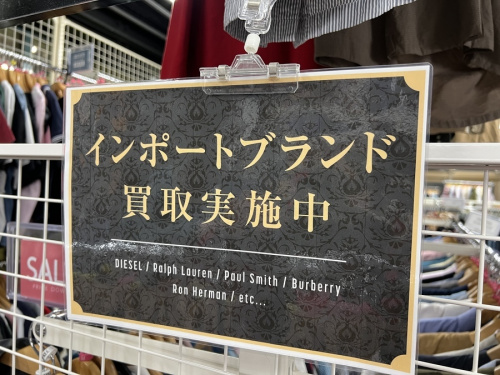 インポートブランド
買取実施中
DIESEL / Ralph Lauren / Paul Smith / Burberry
Ron Herman / etc...
SAL